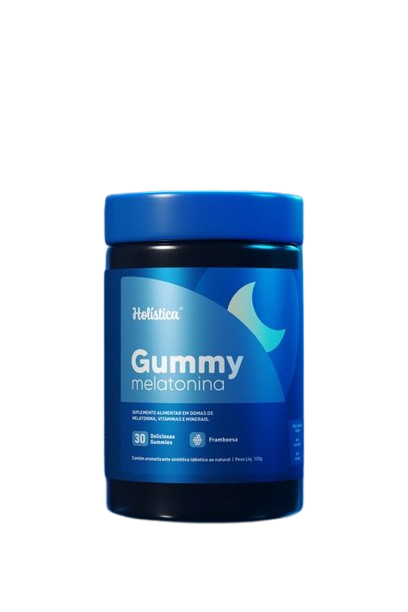 Holística
Gummy
melatonina
SUPLEMENTO ALIMENTAR EM GOMAS DE
MELATONINA, VITAMINAS E MINERAIS.
30 Deliciosas
Gummies
Framboesa
Contém aromatizante sintético idêntico ao natural | Peso Líq. 120g